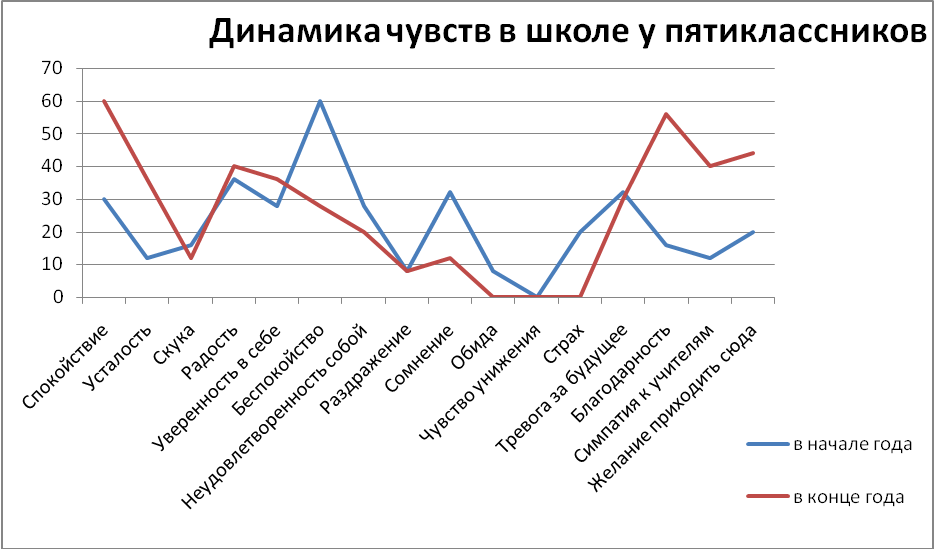 Динамика чувств в школе у пятиклассников
70
60
50
40
30
20
10
0
Спокойствие
Усталость
Скука
Радость
Уверенность в себе
Беспокойство
Неудовлетворенность собой
Раздражение
Сомнение
Обида
Чувство унижения
Страх
Тревога за будущее
Благодарность
Симпатия к учителям
Желание приходить сюда
в начале года
в конце года